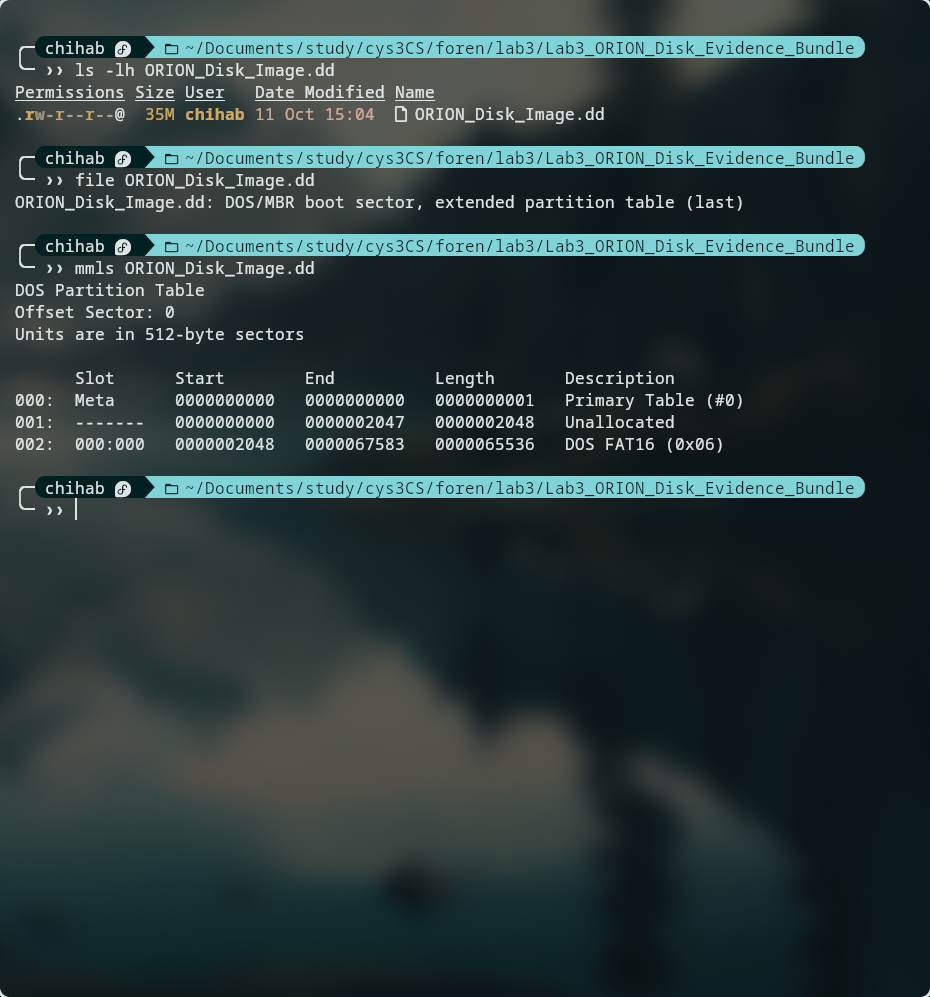 chihab ~/Documents/study/cys3CS/foren/lab3/Lab3_ORION_Disk_Evidence_Bundle
›› ls -lh ORION_Disk_Image.dd
Permissions Size User Date Modified Name
.rw-r--r--@ 35M chihab 11 Oct 15:04 ORION_Disk_Image.dd
chihab ~/Documents/study/cys3CS/foren/lab3/Lab3_ORION_Disk_Evidence_Bundle
›› file ORION_Disk_Image.dd
ORION_Disk_Image.dd: DOS/MBR boot sector, extended partition table (last)
chihab ~/Documents/study/cys3CS/foren/lab3/Lab3_ORION_Disk_Evidence_Bundle
›› mmls ORION_Disk_Image.dd
DOS Partition Table
Offset Sector: 0
Units are in 512-byte sectors
Slot Start End Length Description
000: Meta 0000000000 0000000000 0000000001 Primary Table (#0)
001: ------- 0000000000 0000002047 0000002048 Unallocated
002: 000:000 0000002048 0000067583 0000065536 DOS FAT16 (0x06)
chihab ~/Documents/study/cys3CS/foren/lab3/Lab3_ORION_Disk_Evidence_Bundle
››